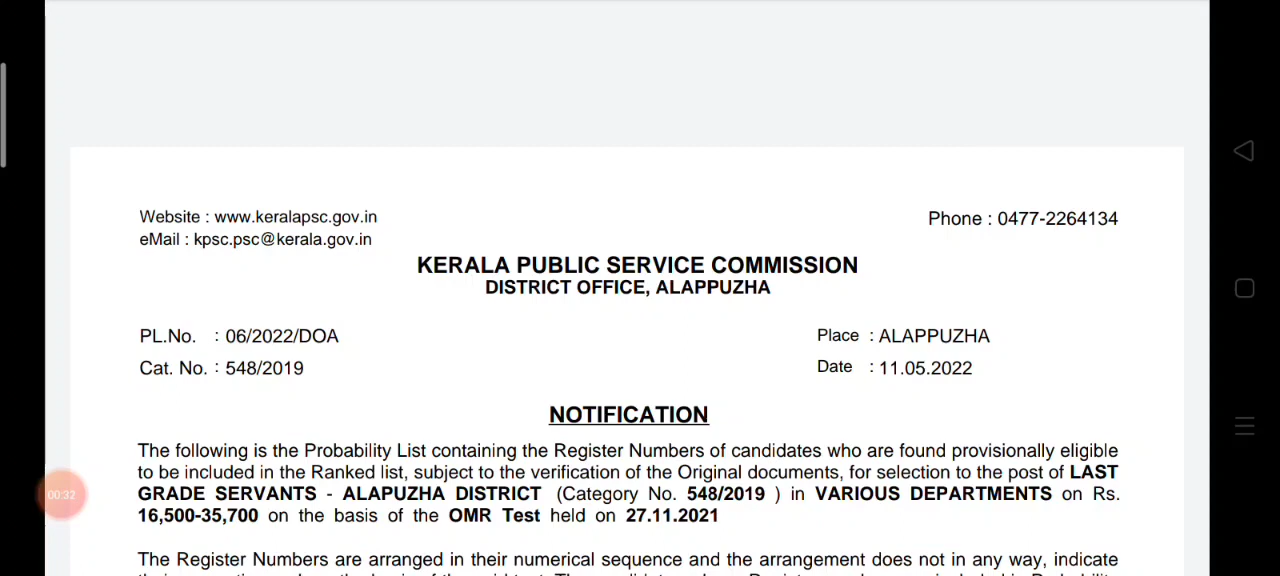 Website : www.keralapsc.gov.in
Phone : 0477-2264134
eMail : kpsc.psc@kerala.gov.in
KERALA PUBLIC SERVICE COMMISSION
DISTRICT OFFICE, ALAPPUZHA
PL.No. : 06/2022/DOA
Place : ALAPPUZHA
Cat. No. : 548/2019
Date : 11.05.2022
NOTIFICATION
The following is the Probability List containing the Register Numbers of candidates who are found provisionally eligible
to be included in the Ranked list, subject to the verification of the Original documents, for selection to the post of LAST
GRADE SERVANTS - ALAPUZHA DISTRICT (Category No. 548/2019 ) in VARIOUS DEPARTMENTS on Rs.
16,500-35,700 on the basis of the OMR Test held on 27.11.2021
00:32
The Register Numbers are arranged in their numerical sequence and the arrangement does not in any way, indicate